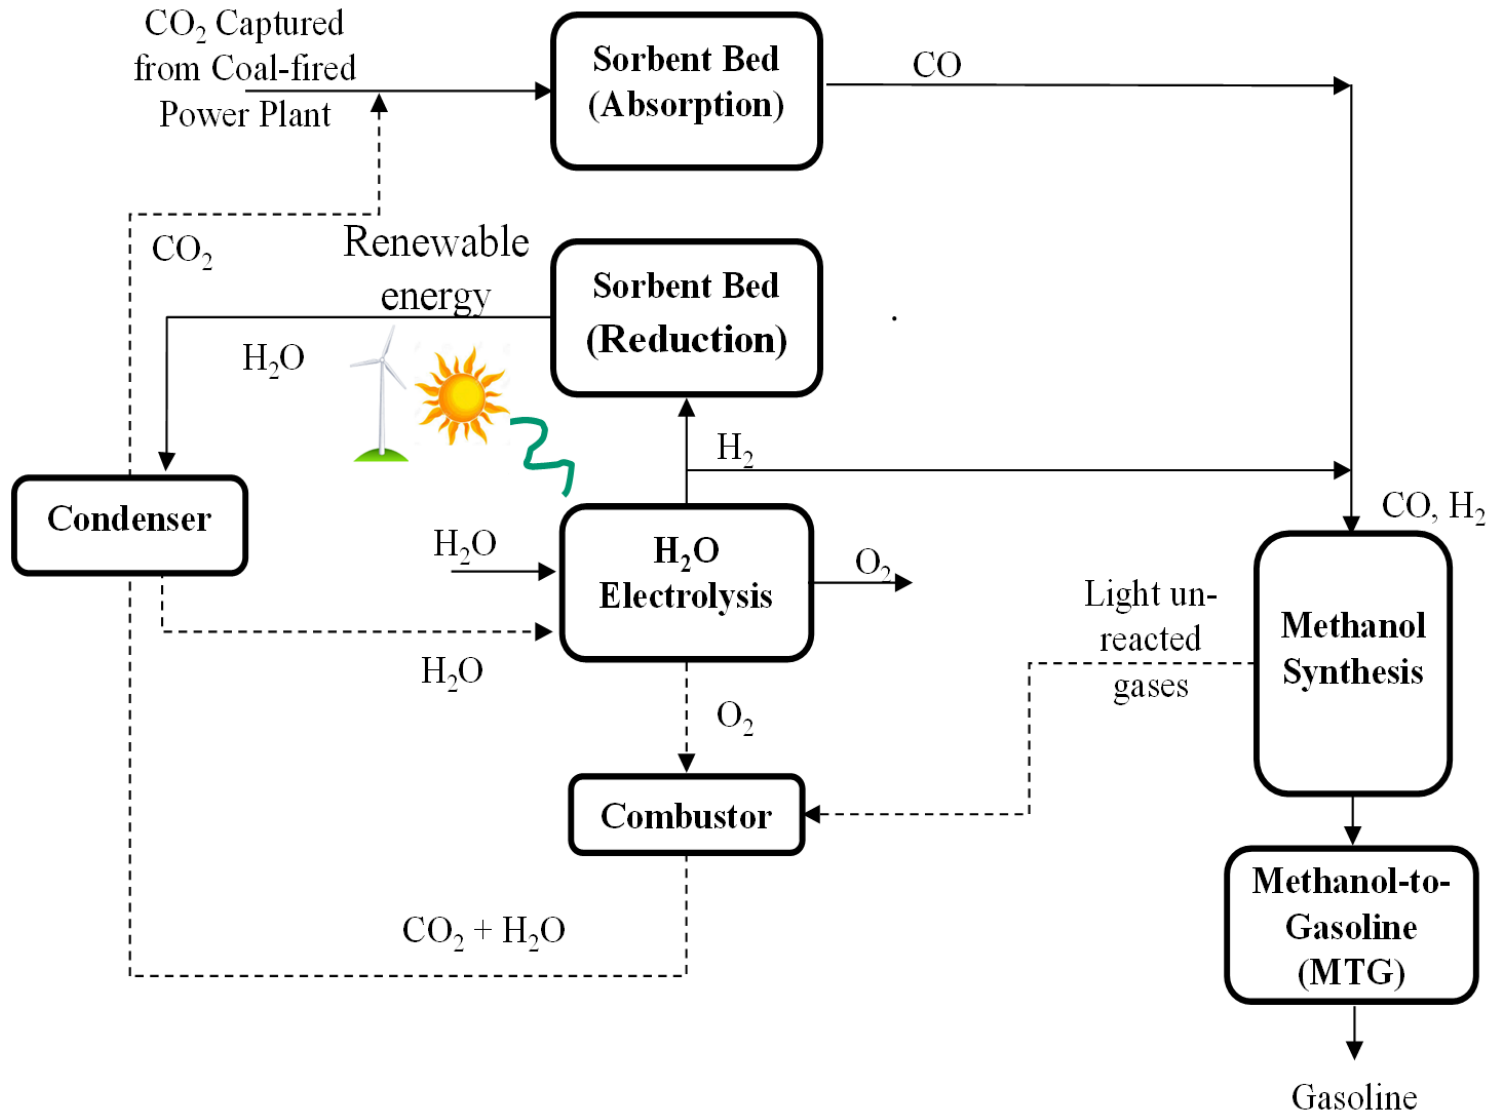 CO₂ Captured
from Coal-fired
Power Plant
Sorbent Bed
(Absorption)
CO
CO₂
Renewable
energy
Sorbent Bed
(Reduction)
.
H₂O
H₂
Condenser
H₂O
H₂O
Electrolysis
O₂
CO, H₂
Light un-
reacted
gases
Methanol
Synthesis
H₂O
O₂
Combustor
Methanol-to-
Gasoline
(MTG)
CO₂ + H₂O
Gasoline